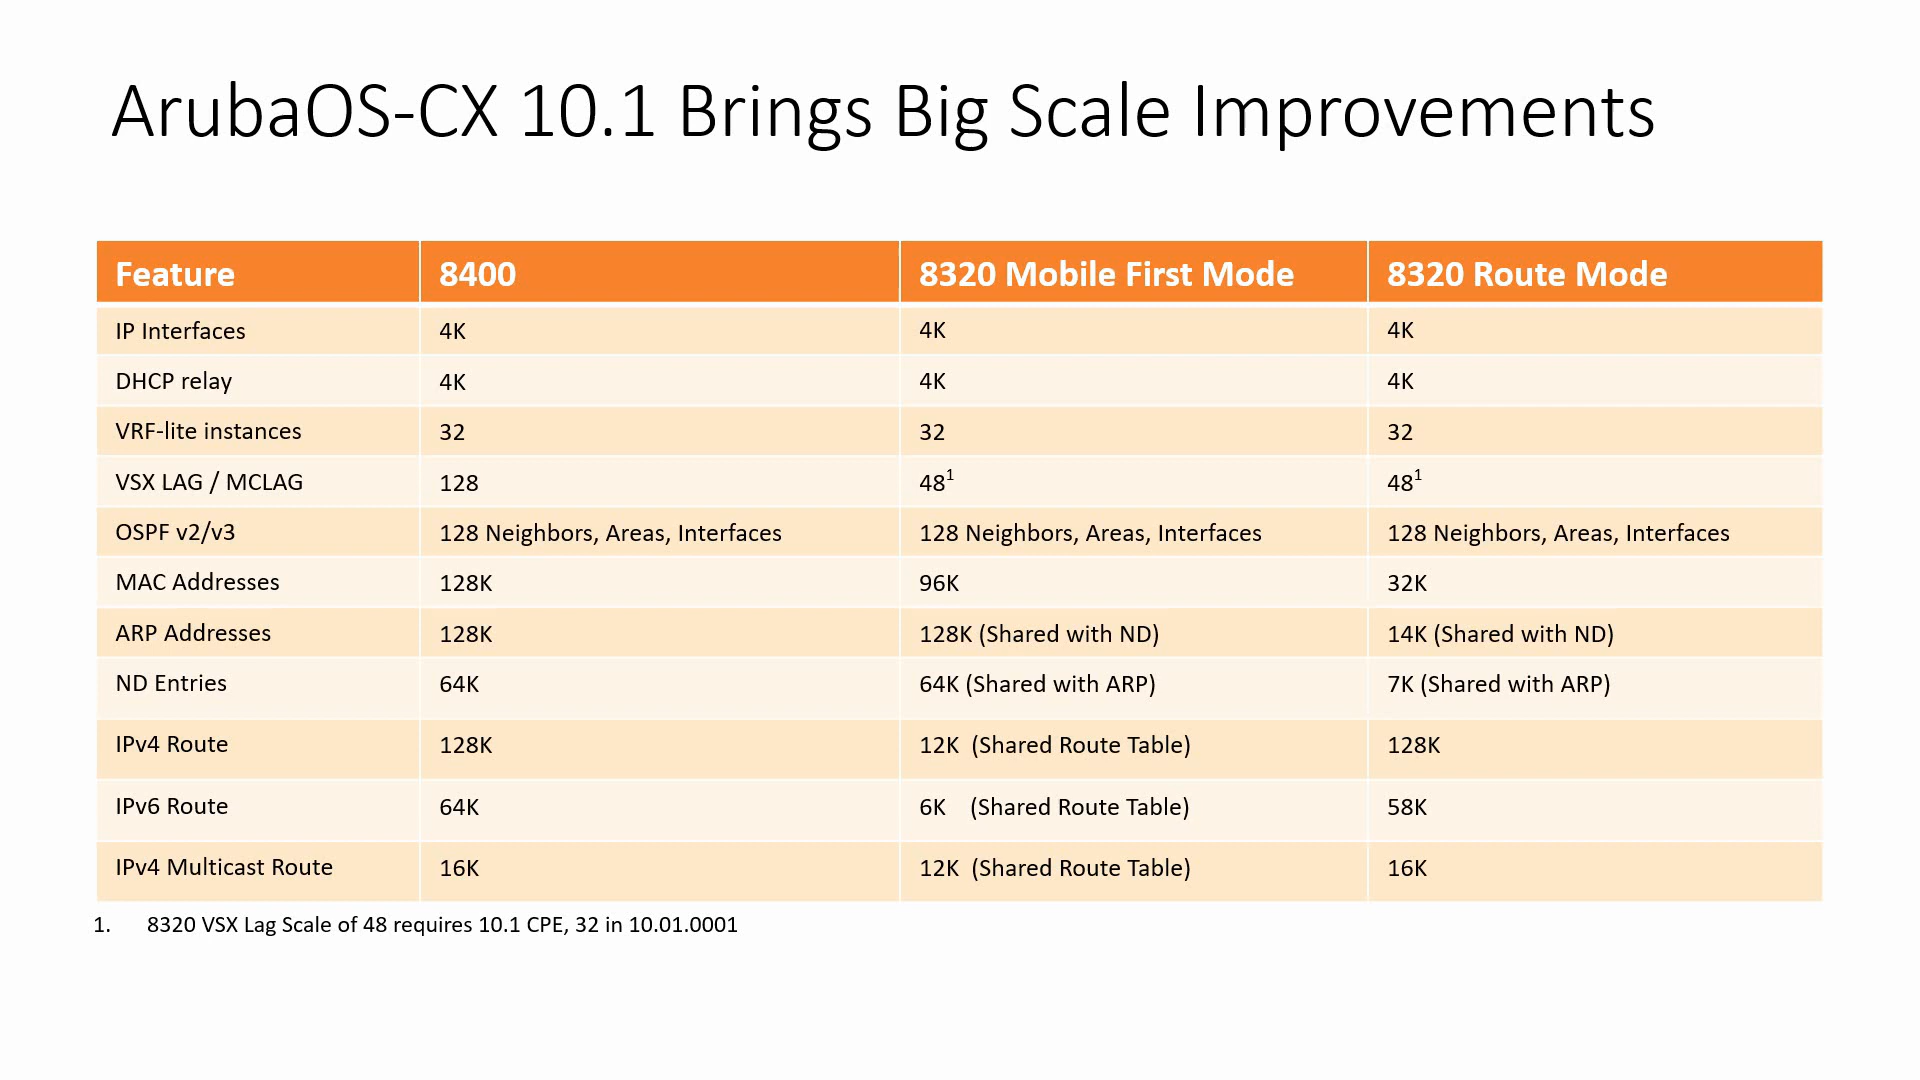 ArubaOS-CX 10.1 Brings Big Scale Improvements
Feature 8400 8320 Mobile First Mode 8320 Route Mode
IP Interfaces 4K 4K 4K
DHCP relay 4K 4K 4K
VRF-lite instances 32 32 32
VSX LAG / MCLAG 128 48¹ 48¹
OSPF v2/v3 128 Neighbors, Areas, Interfaces 128 Neighbors, Areas, Interfaces 128 Neighbors, Areas, Interfaces
MAC Addresses 128K 96K 32K
ARP Addresses 128K 128K (Shared with ND) 14K (Shared with ND)
ND Entries 64K 64K (Shared with ARP) 7K (Shared with ARP)
IPv4 Route 128K 12K (Shared Route Table) 128K
IPv6 Route 64K 6K (Shared Route Table) 58K
IPv4 Multicast Route 16K 12K (Shared Route Table) 16K
1. 8320 VSX Lag Scale of 48 requires 10.1 CPE, 32 in 10.01.0001